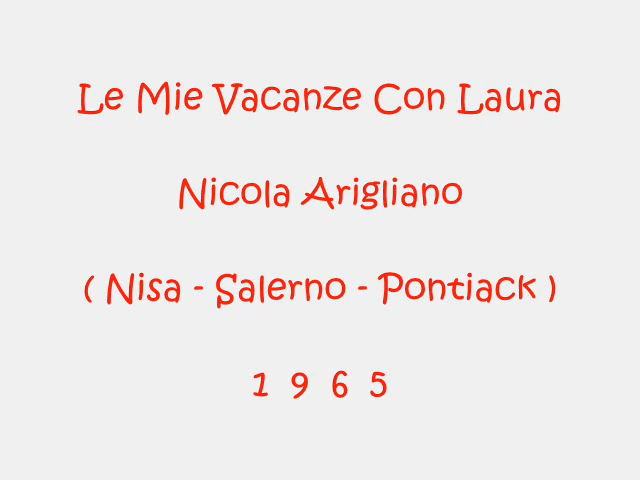 Le Mie Vacanze Con Laura
Nicola Arigliano
( Nisa - Salerno - Pontiack )
1 9 6 5